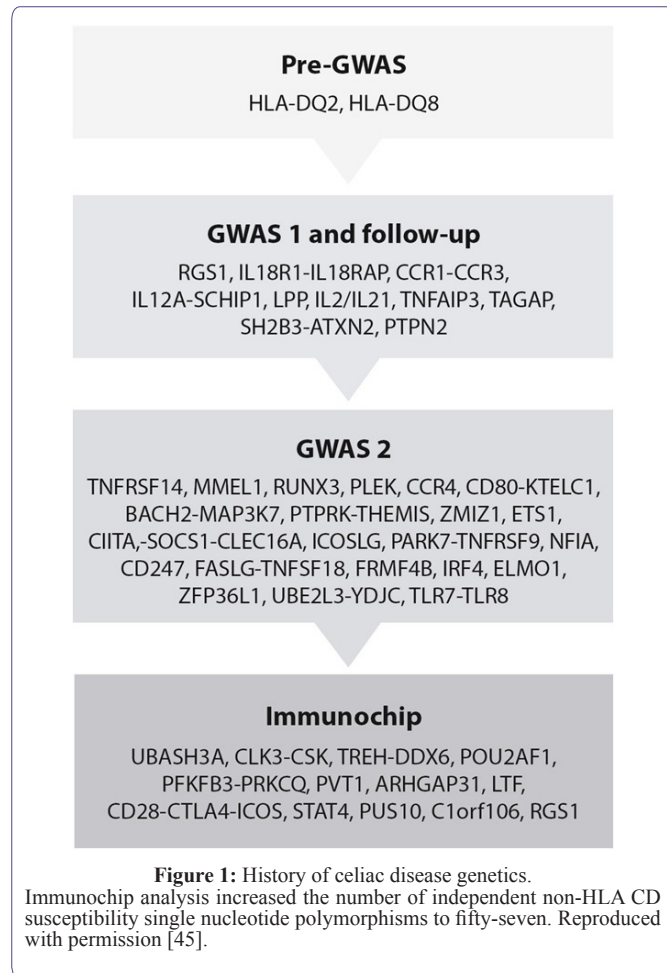 Pre-GWAS
HLA-DQ2, HLA-DQ8
GWAS 1 and follow-up
RGS1, IL18R1-IL18RAP, CCR1-CCR3,
IL12A-SCHIP1, LPP, IL2/IL21, TNFAIP3, TAGAP,
SH2B3-ATXN2, PTPN2
GWAS 2
TNFRSF14, MMEL1, RUNX3, PLEK, CCR4, CD80-KTELC1,
BACH2-MAP3K7, PTPRK-THEMIS, ZMIZ1, ETS1,
CIITA,-SOCS1-CLEC16A, ICOSLG, PARK7-TNFRSF9, NFIA,
CD247, FASLG-TNFSF18, FRMF4B, IRF4, ELMO1,
ZFP36L1, UBE2L3-YDJC, TLR7-TLR8
Immunochip
UBASH3A, CLK3-CSK, TREH-DDX6, POU2AF1,
PFKFB3-PRKCQ, PVT1, ARHGAP31, LTF,
CD28-CTLA4-ICOS, STAT4, PUS10, C1orf106, RGS1
Figure 1: History of celiac disease genetics.
Immunochip analysis increased the number of independent non-HLA CD
susceptibility single nucleotide polymorphisms to fifty-seven. Reproduced
with permission [45].